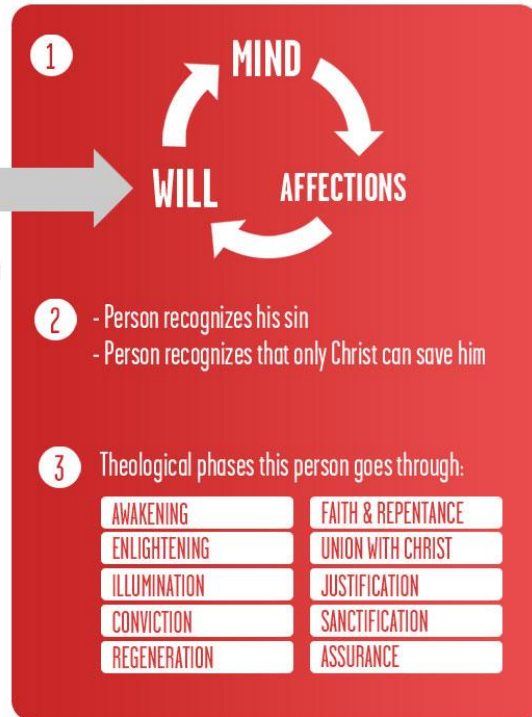 1
MIND
WILL
AFFECTIONS
2
- Person recognizes his sin
- Person recognizes that only Christ can save him
3
Theological phases this person goes through:
AWAKENING
ENLIGHTENING
ILLUMINATION
CONVICTION
REGENERATION
FAITH & REPENTANCE
UNION WITH CHRIST
JUSTIFICATION
SANCTIFICATION
ASSURANCE